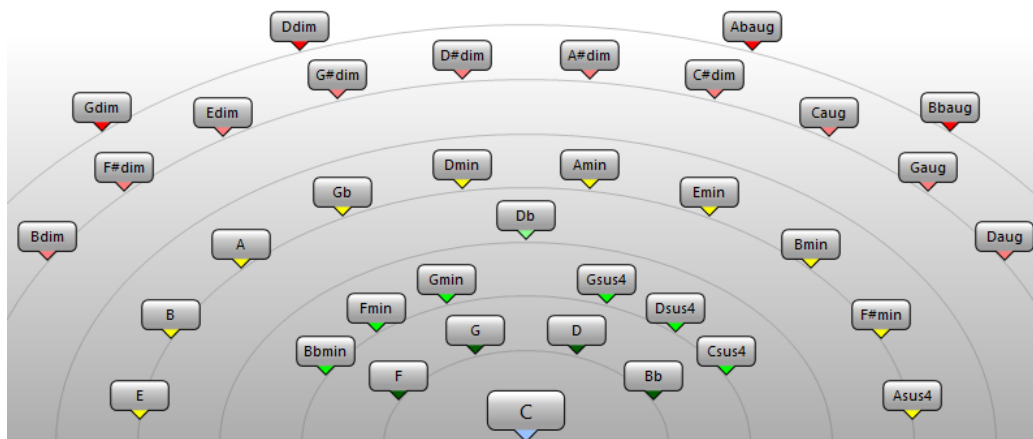 Ddim
Abaug
D#dim
A#dim
G#dim
C#dim
Gdim
Bbaug
Edim
Caug
F#dim
Dmin
Amin
Gaug
Gb
Emin
Db
Bdim
A
Bmin
Daug
Gmin
Gsus4
Fmin
Dsus4
B
F#min
G
D
Bbmin
Csus4
F
Bb
E
Asus4
C